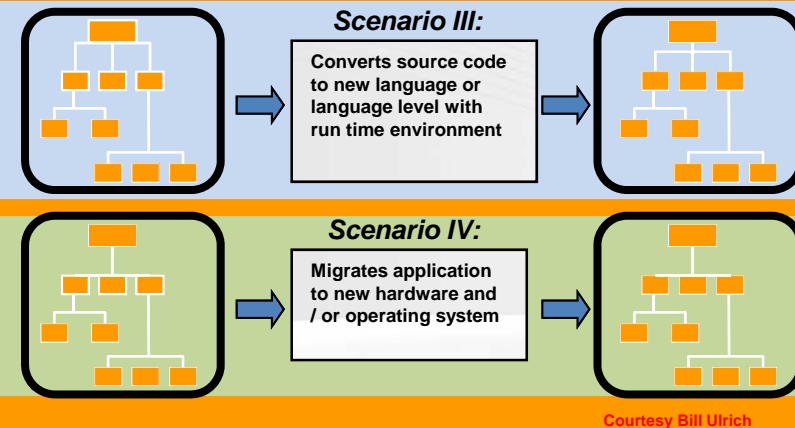 Scenario III:
Converts source code
to new language or
language level with
run time environment
Scenario IV:
Migrates application
to new hardware and
/ or operating system
Courtesy Bill Ulrich